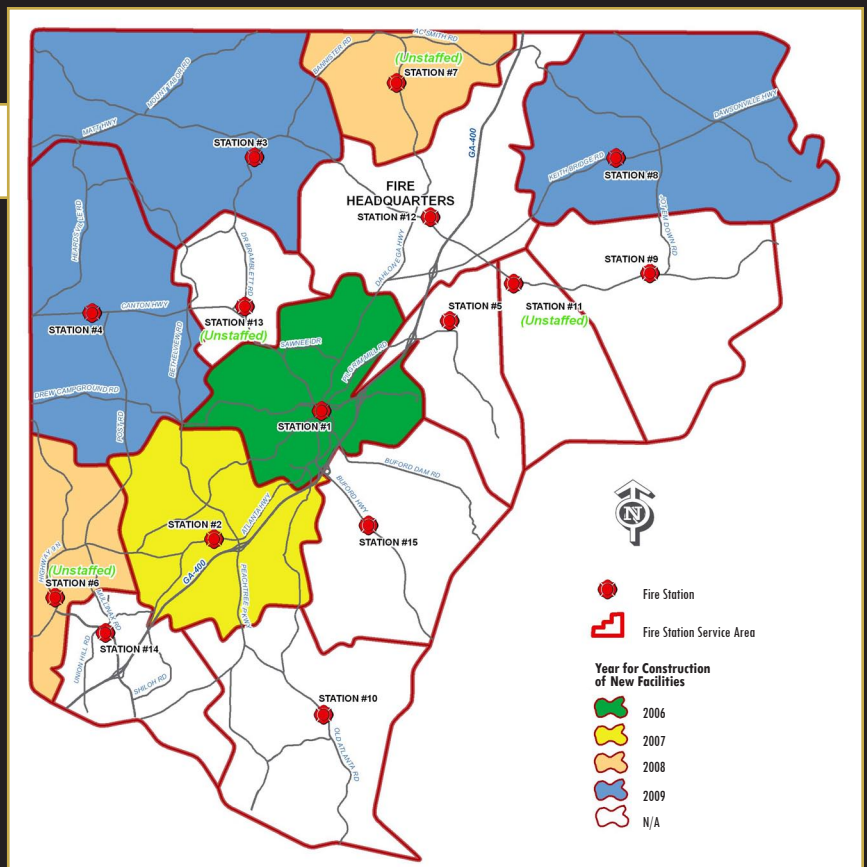 ACT SMITH RD
BANNISTER RD
(Unstaffed)
STATION #7
MOUNT TABOR RD
MATT HWY
DAWSONVILLE HWY
GA-400
STATION #3
KEITH BRIDGE RD
STATION #8
FIRE
HEADQUARTERS
STATION #12
HEARDSVILLE RD
DR BRAMBLETT RD
DAHLONEGA HWY
JOT EM DOWN RD
STATION #9
CANTON HWY
STATION #4
STATION #13
(Unstaffed)
STATION #5
STATION #11
(Unstaffed)
BETHELVIEW RD
SAWNEE DR
PILGRIM MILL RD
DREW CAMPGROUND RD
POST RD
STATION #1
BUFORD DAM RD
BUFORD HWY
ATLANTA HWY
STATION #2
STATION #15
GA-400
N
HIGHWAY 9 N
(Unstaffed)
STATION #6
MULLINAX RD
PEACHTREE PKWY
STATION #14
UNION HILL RD
SHILOH RD
STATION #10
OLD ATLANTA RD
Fire Station
Fire Station Service Area
Year for Construction
of New Facilities
2006
2007
2008
2009
N/A